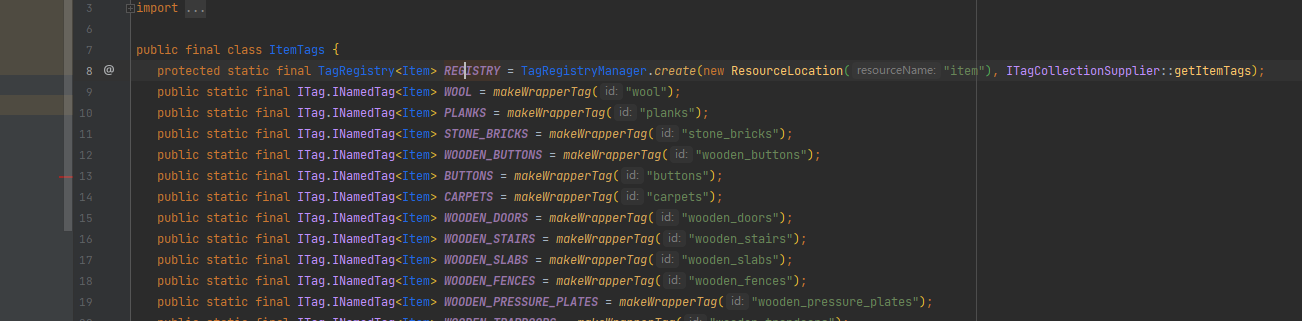 3 import ...
6
7 public final class ItemTags {
8 @ protected static final TagRegistry<Item> REGISTRY = TagRegistryManager.create(new ResourceLocation( resourceName: "item"), ITagCollectionSupplier::getItemTags);
9 public static final ITag.INamedTag<Item> WOOL = makeWrapperTag( id: "wool");
10 public static final ITag.INamedTag<Item> PLANKS = makeWrapperTag( id: "planks");
11 public static final ITag.INamedTag<Item> STONE_BRICKS = makeWrapperTag( id: "stone_bricks");
12 public static final ITag.INamedTag<Item> WOODEN_BUTTONS = makeWrapperTag( id: "wooden_buttons");
13 public static final ITag.INamedTag<Item> BUTTONS = makeWrapperTag( id: "buttons");
14 public static final ITag.INamedTag<Item> CARPETS = makeWrapperTag( id: "carpets");
15 public static final ITag.INamedTag<Item> WOODEN_DOORS = makeWrapperTag( id: "wooden_doors");
16 public static final ITag.INamedTag<Item> WOODEN_STAIRS = makeWrapperTag( id: "wooden_stairs");
17 public static final ITag.INamedTag<Item> WOODEN_SLABS = makeWrapperTag( id: "wooden_slabs");
18 public static final ITag.INamedTag<Item> WOODEN_FENCES = makeWrapperTag( id: "wooden_fences");
19 public static final ITag.INamedTag<Item> WOODEN_PRESSURE_PLATES = makeWrapperTag( id: "wooden_pressure_plates");
public static final ITag.INamedTag<Item>